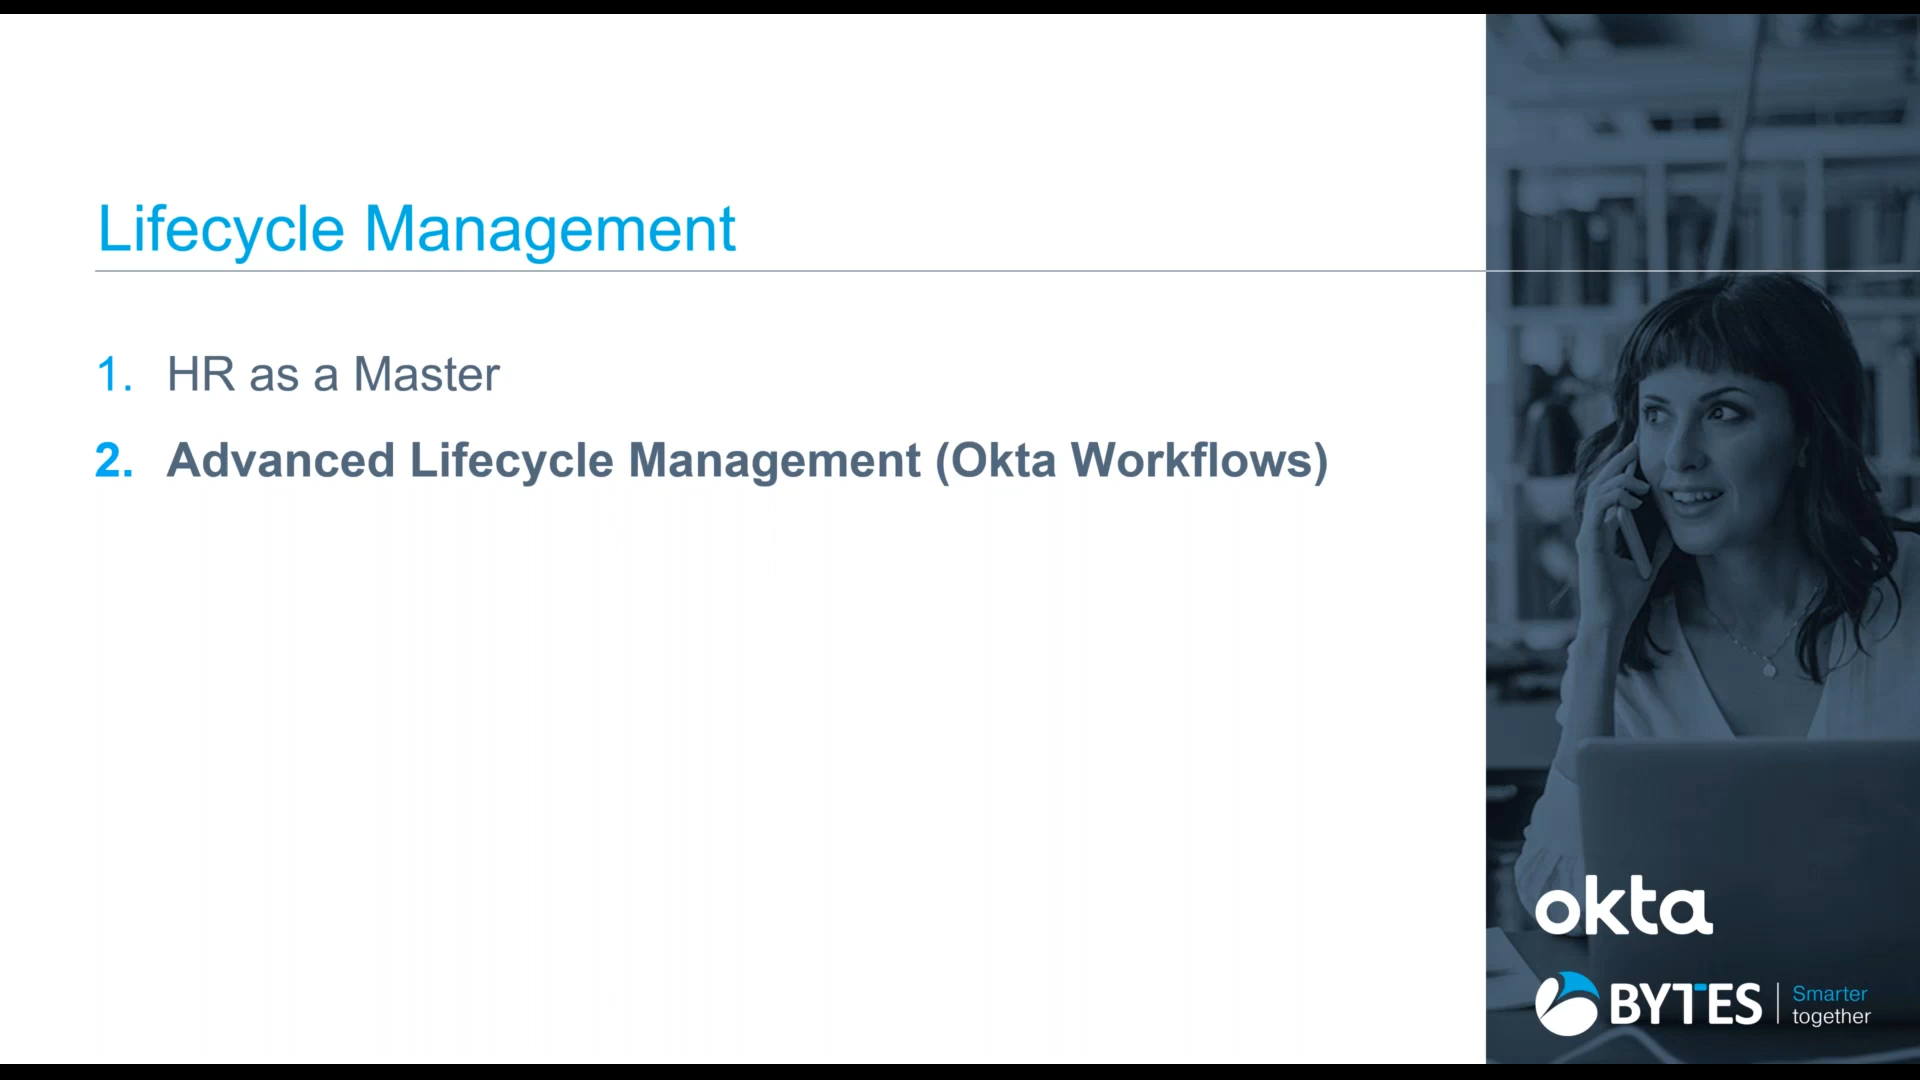 Lifecycle Management
1. HR as a Master
2. Advanced Lifecycle Management (Okta Workflows)
okta
BYTES
Smarter
together